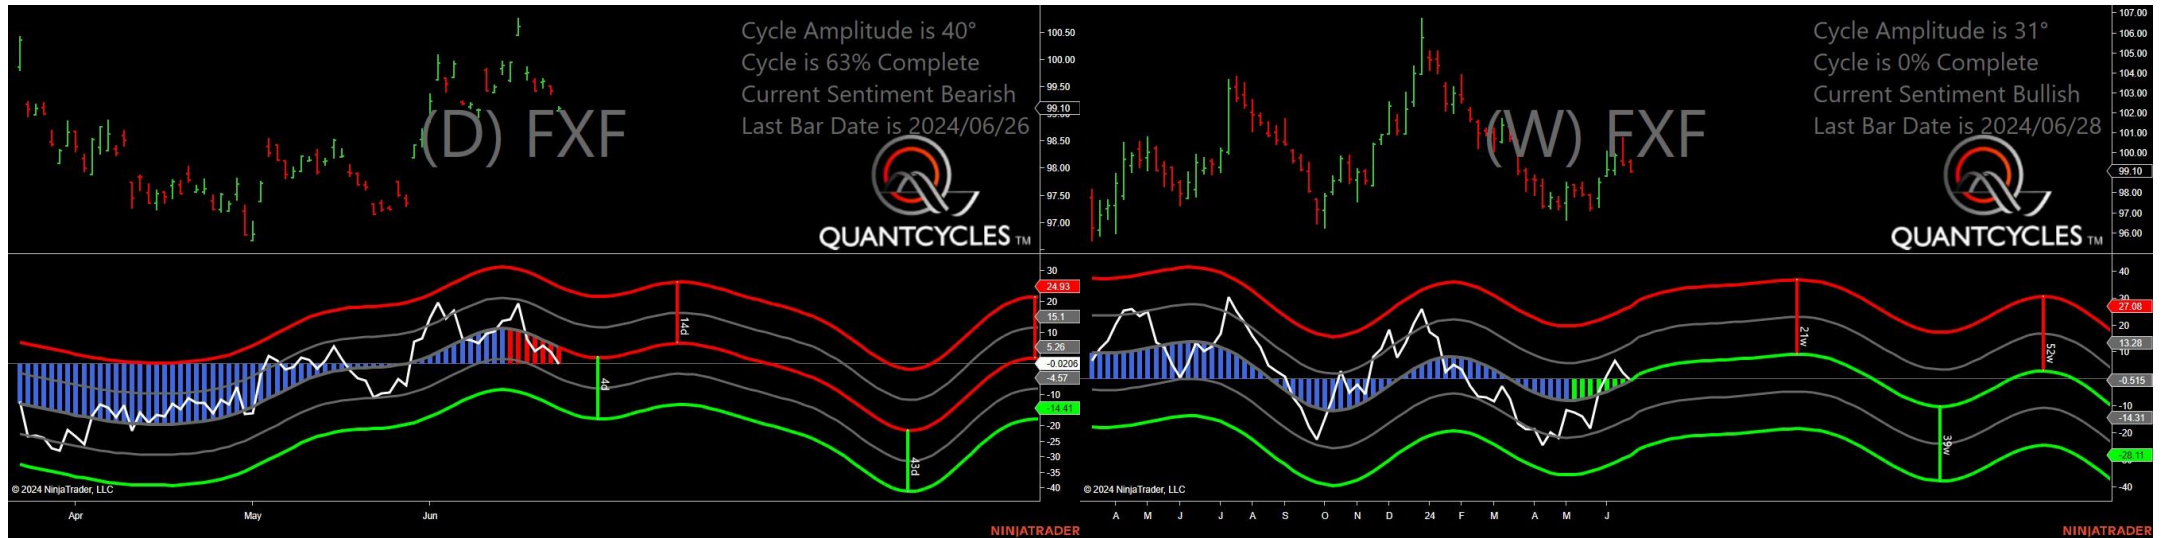 Cycle Amplitude is 40°
Cycle is 63% Complete
Current Sentiment Bearish
Last Bar Date is 2024/06/26
(D) FXF
QUANTCYCLES TM
100.50
100.00
99.50
99.10
98.50
98.00
97.50
97.00
30
24.93
20
15.1
10
5.26
-0.0206
-4.57
-10
-14.41
-20
-25
-30
-35
-40
14d
4d
43d
© 2024 NinjaTrader, LLC
Apr May Jun
NINJATRADER
Cycle Amplitude is 31°
Cycle is 0% Complete
Current Sentiment Bullish
Last Bar Date is 2024/06/28
(W) FXF
QUANTCYCLES TM
107.00
106.00
105.00
104.00
103.00
102.00
101.00
100.00
99.10
98.00
97.00
96.00
40
27.08
20
13.28
10
-0.515
-10
-14.31
-20
-28.11
-40
21w
52w
39w
© 2024 NinjaTrader, LLC
A M J J A S O N D 24 F M A M J
NINJATRADER